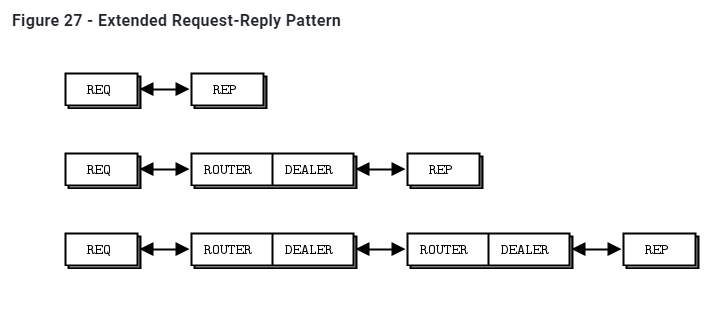 Figure 27 - Extended Request-Reply Pattern
REQ REP
REQ ROUTER DEALER REP
REQ ROUTER DEALER ROUTER DEALER REP